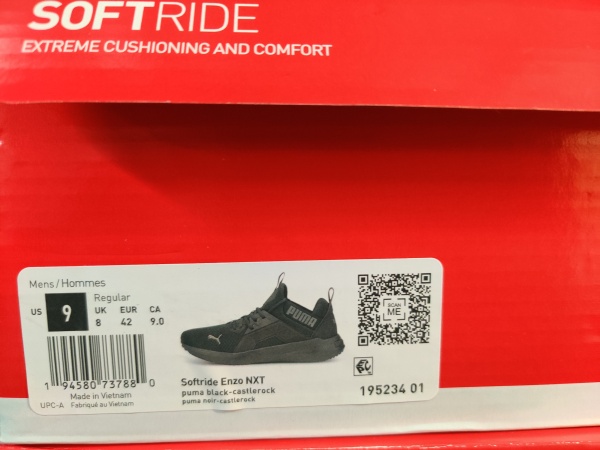 SOFTRIDE
EXTREME CUSHIONING AND COMFORT
Mens/Hommes
Regular
US 9 UK EUR CA
8 42 9.0
PUMA
SCAN
ME
1 94580 73788 0
Made in Vietnam
UPC-A Fabriqué au Vietnam
Softride Enzo NXT
puma black-castlerock
puma noir-castlerock
195234 01